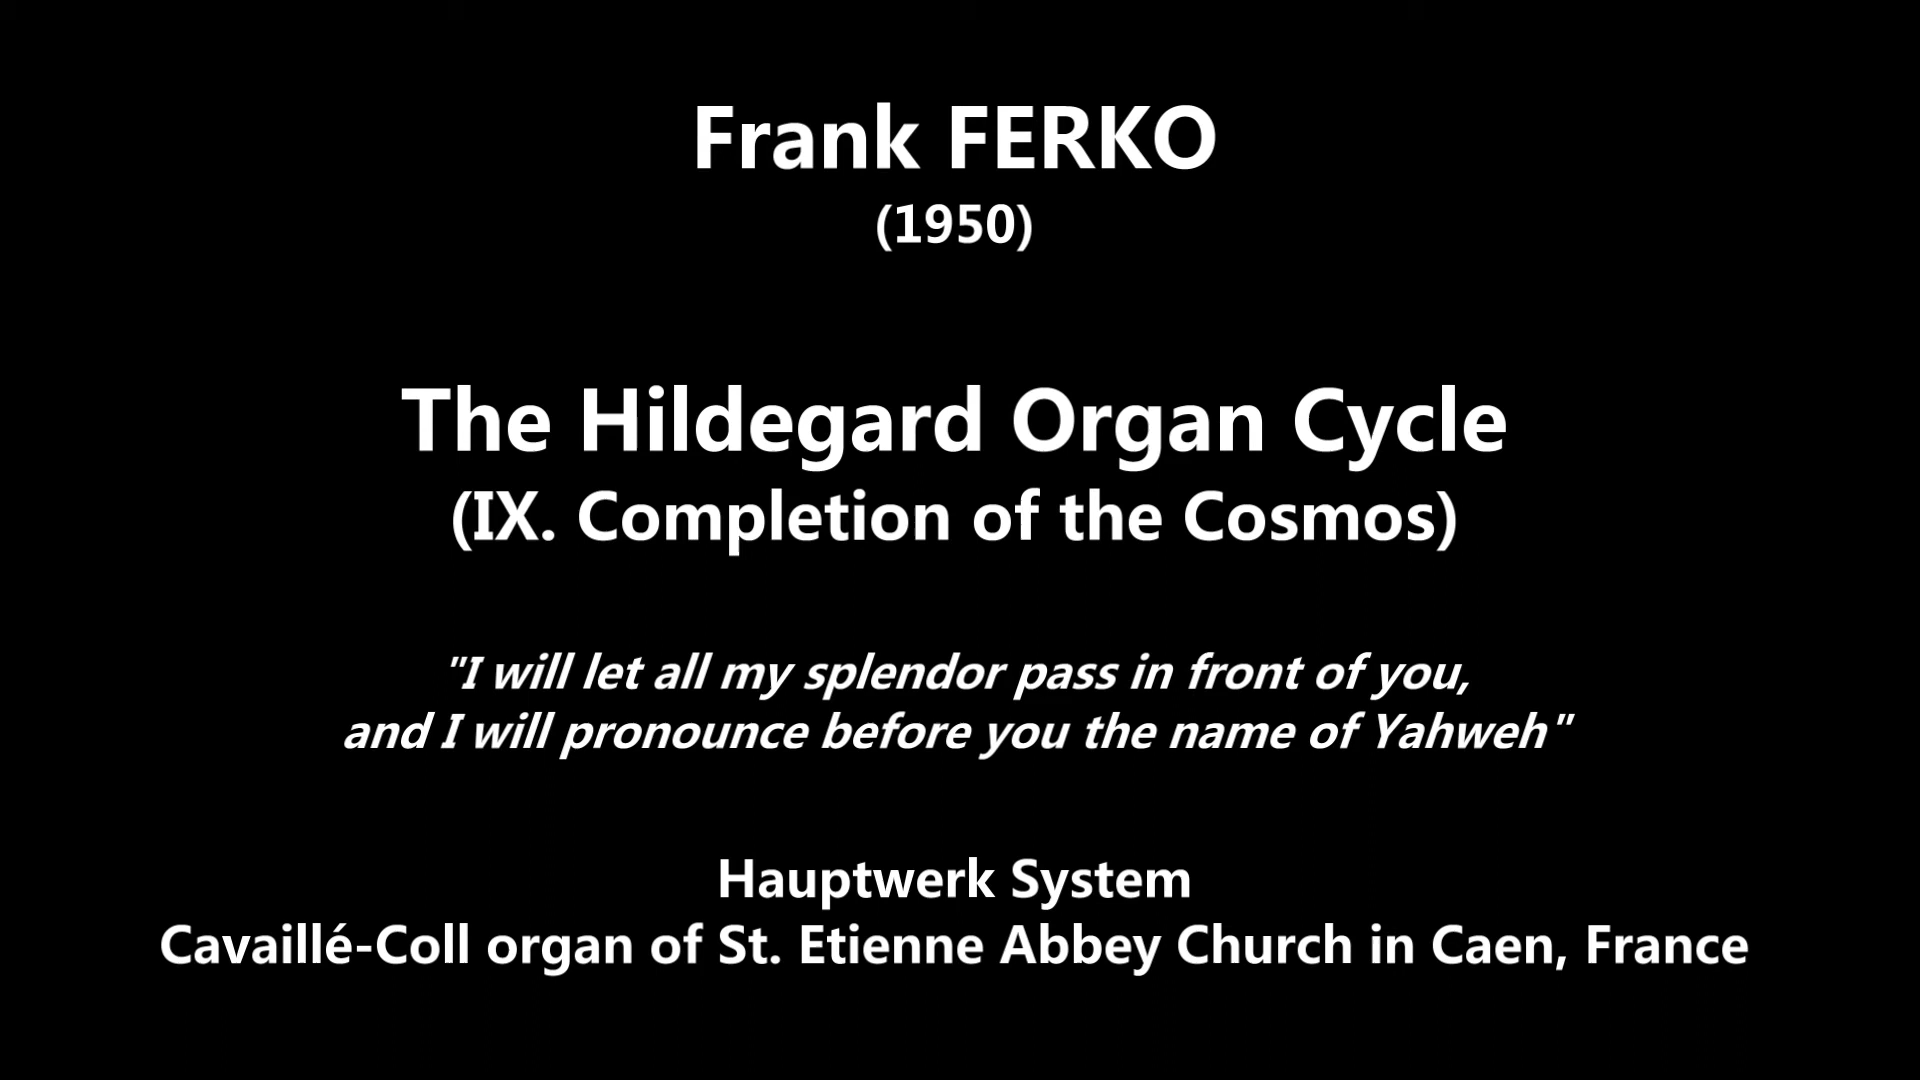 Frank FERKO
(1950)
The Hildegard Organ Cycle
(IX. Completion of the Cosmos)
"I will let all my splendor pass in front of you,
and I will pronounce before you the name of Yahweh"
Hauptwerk System
Cavaillé-Coll organ of St. Etienne Abbey Church in Caen, France